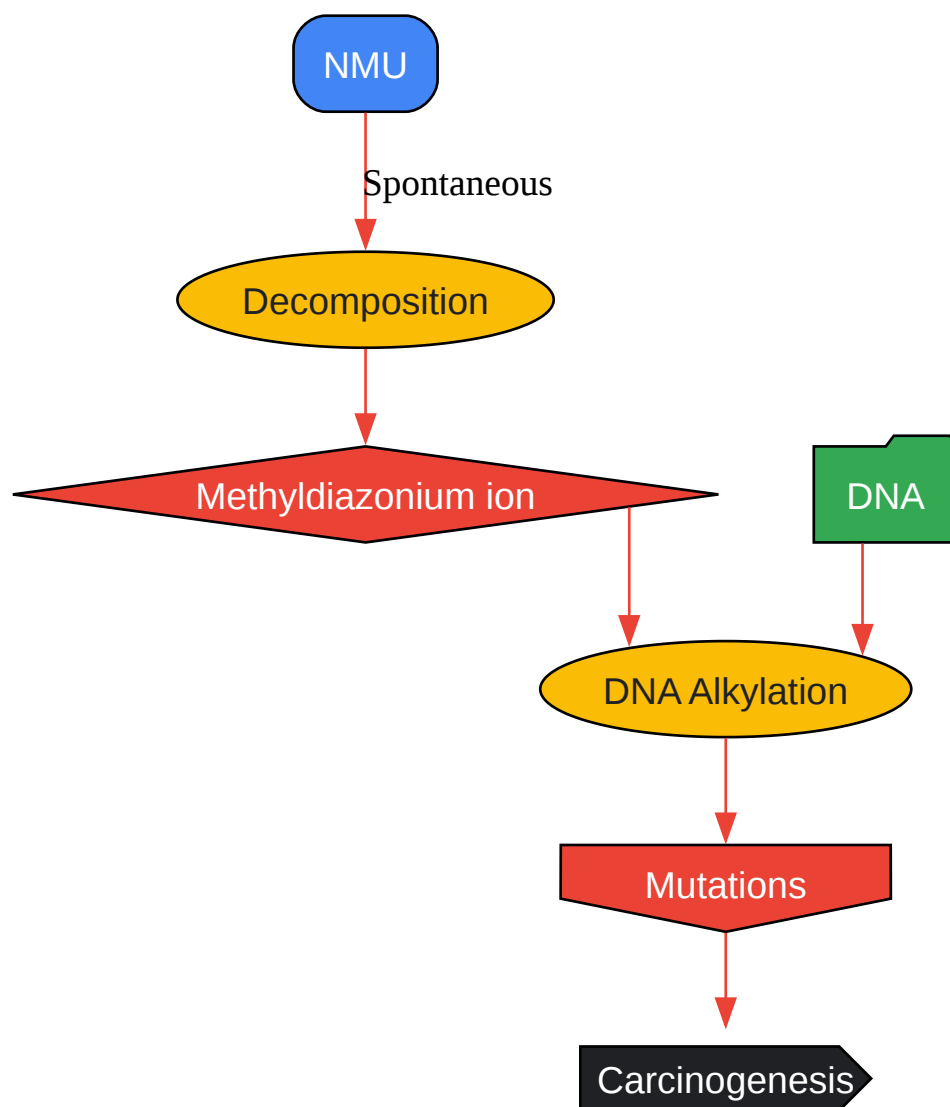 NMU
Spontaneous
Decomposition
Methyldiazonium ion
DNA
DNA Alkylation
Mutations
Carcinogenesis